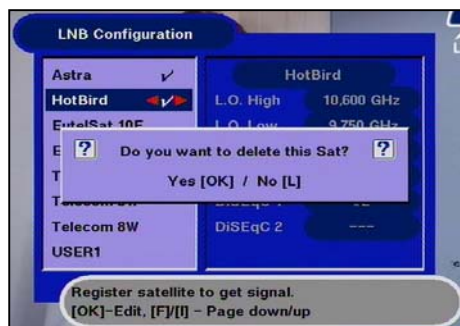 LNB Configuration
Astra
HotBird
EutelSat 10E
Telecom 8W
USER1
HotBird
L.O. High 10,600 GHz
L.O. Low 9,750 GHz
DiSEqC 2 ---
? Do you want to delete this Sat? ?
Yes [OK] / No [L]
Register satellite to get signal.
[OK]-Edit, [F]/[I] - Page down/up